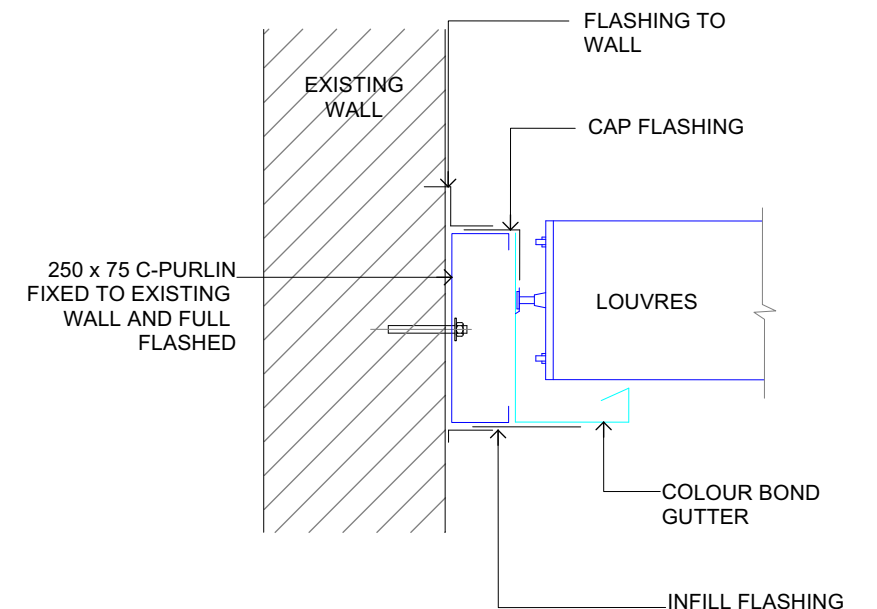 FLASHING TO
WALL
EXISTING
WALL
CAP FLASHING
250 x 75 C-PURLIN
FIXED TO EXISTING
WALL AND FULL
FLASHED
LOUVRES
COLOUR BOND
GUTTER
INFILL FLASHING